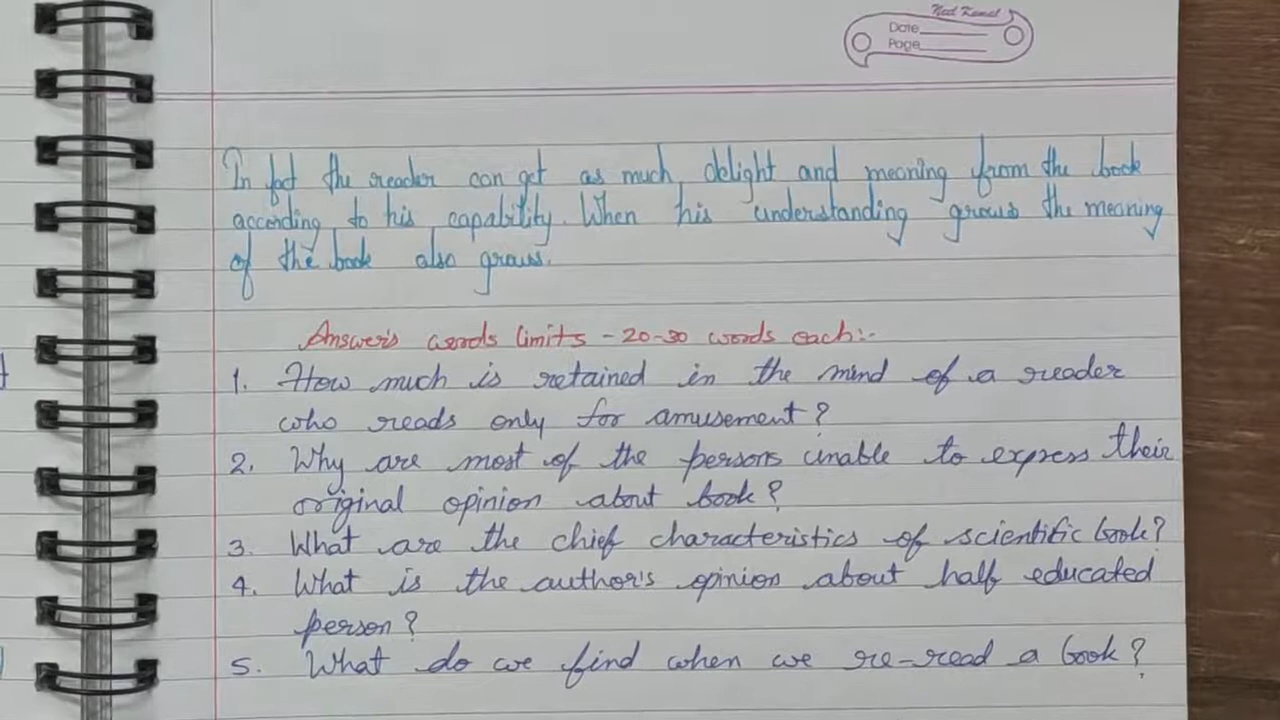 Neel Kamal
Date
Page
In fact the reader can get as much, delight and meaning from the book
according to his capability. When his understanding grows the meaning
of the book also grows.
Answer's words limits - 20-30 words each:-
1. How much is retained in the mind of a reader
who reads only for amusement?
2. Why are most of the persons unable to express their
original opinion about book?
3. What are the chief characteristics of scientific book?
4. What is the author's opinion about half educated
person?
5. What do we find when we re-read a book?